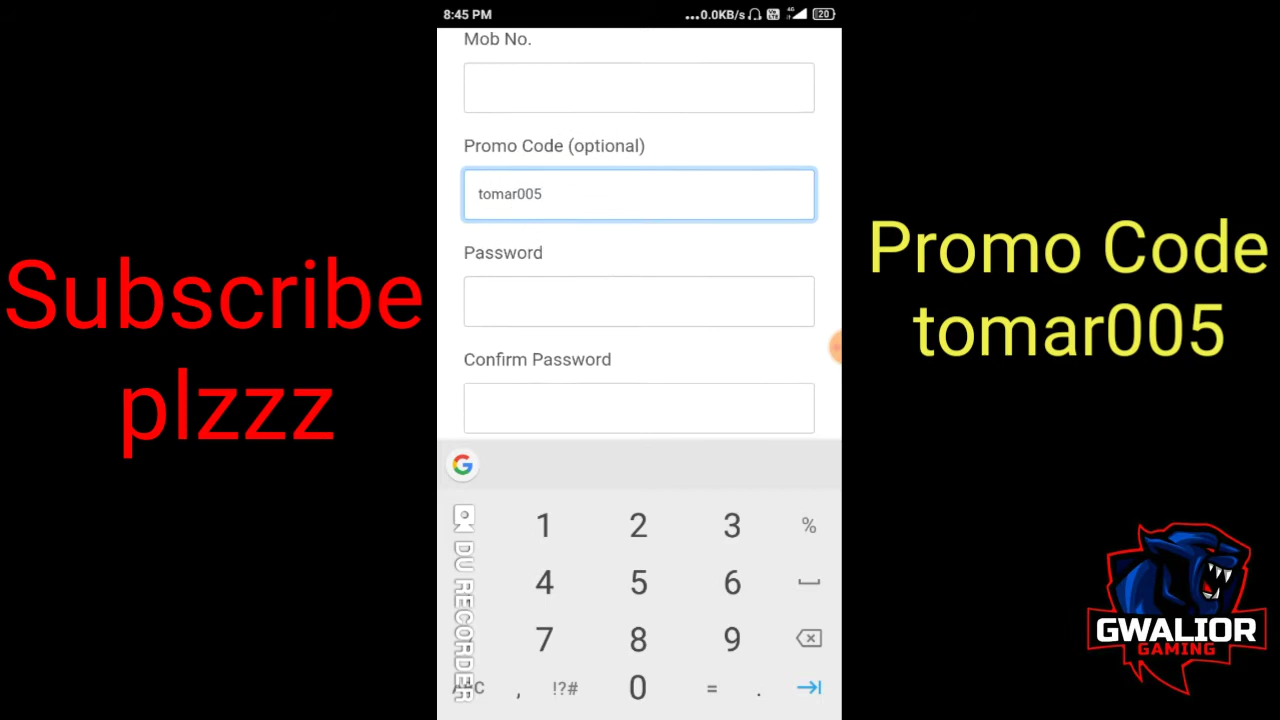 8:45 PM
...0.0KB/s
4G
20
Mob No.
Promo Code (optional)
tomar005
Password
Confirm Password
Subscribe
plzzz
Promo Code
tomar005
G
1 2 3 %
4 5 6
7 8 9
, !?# 0 = .
DU RECORDER
GWALIOR
GAMING